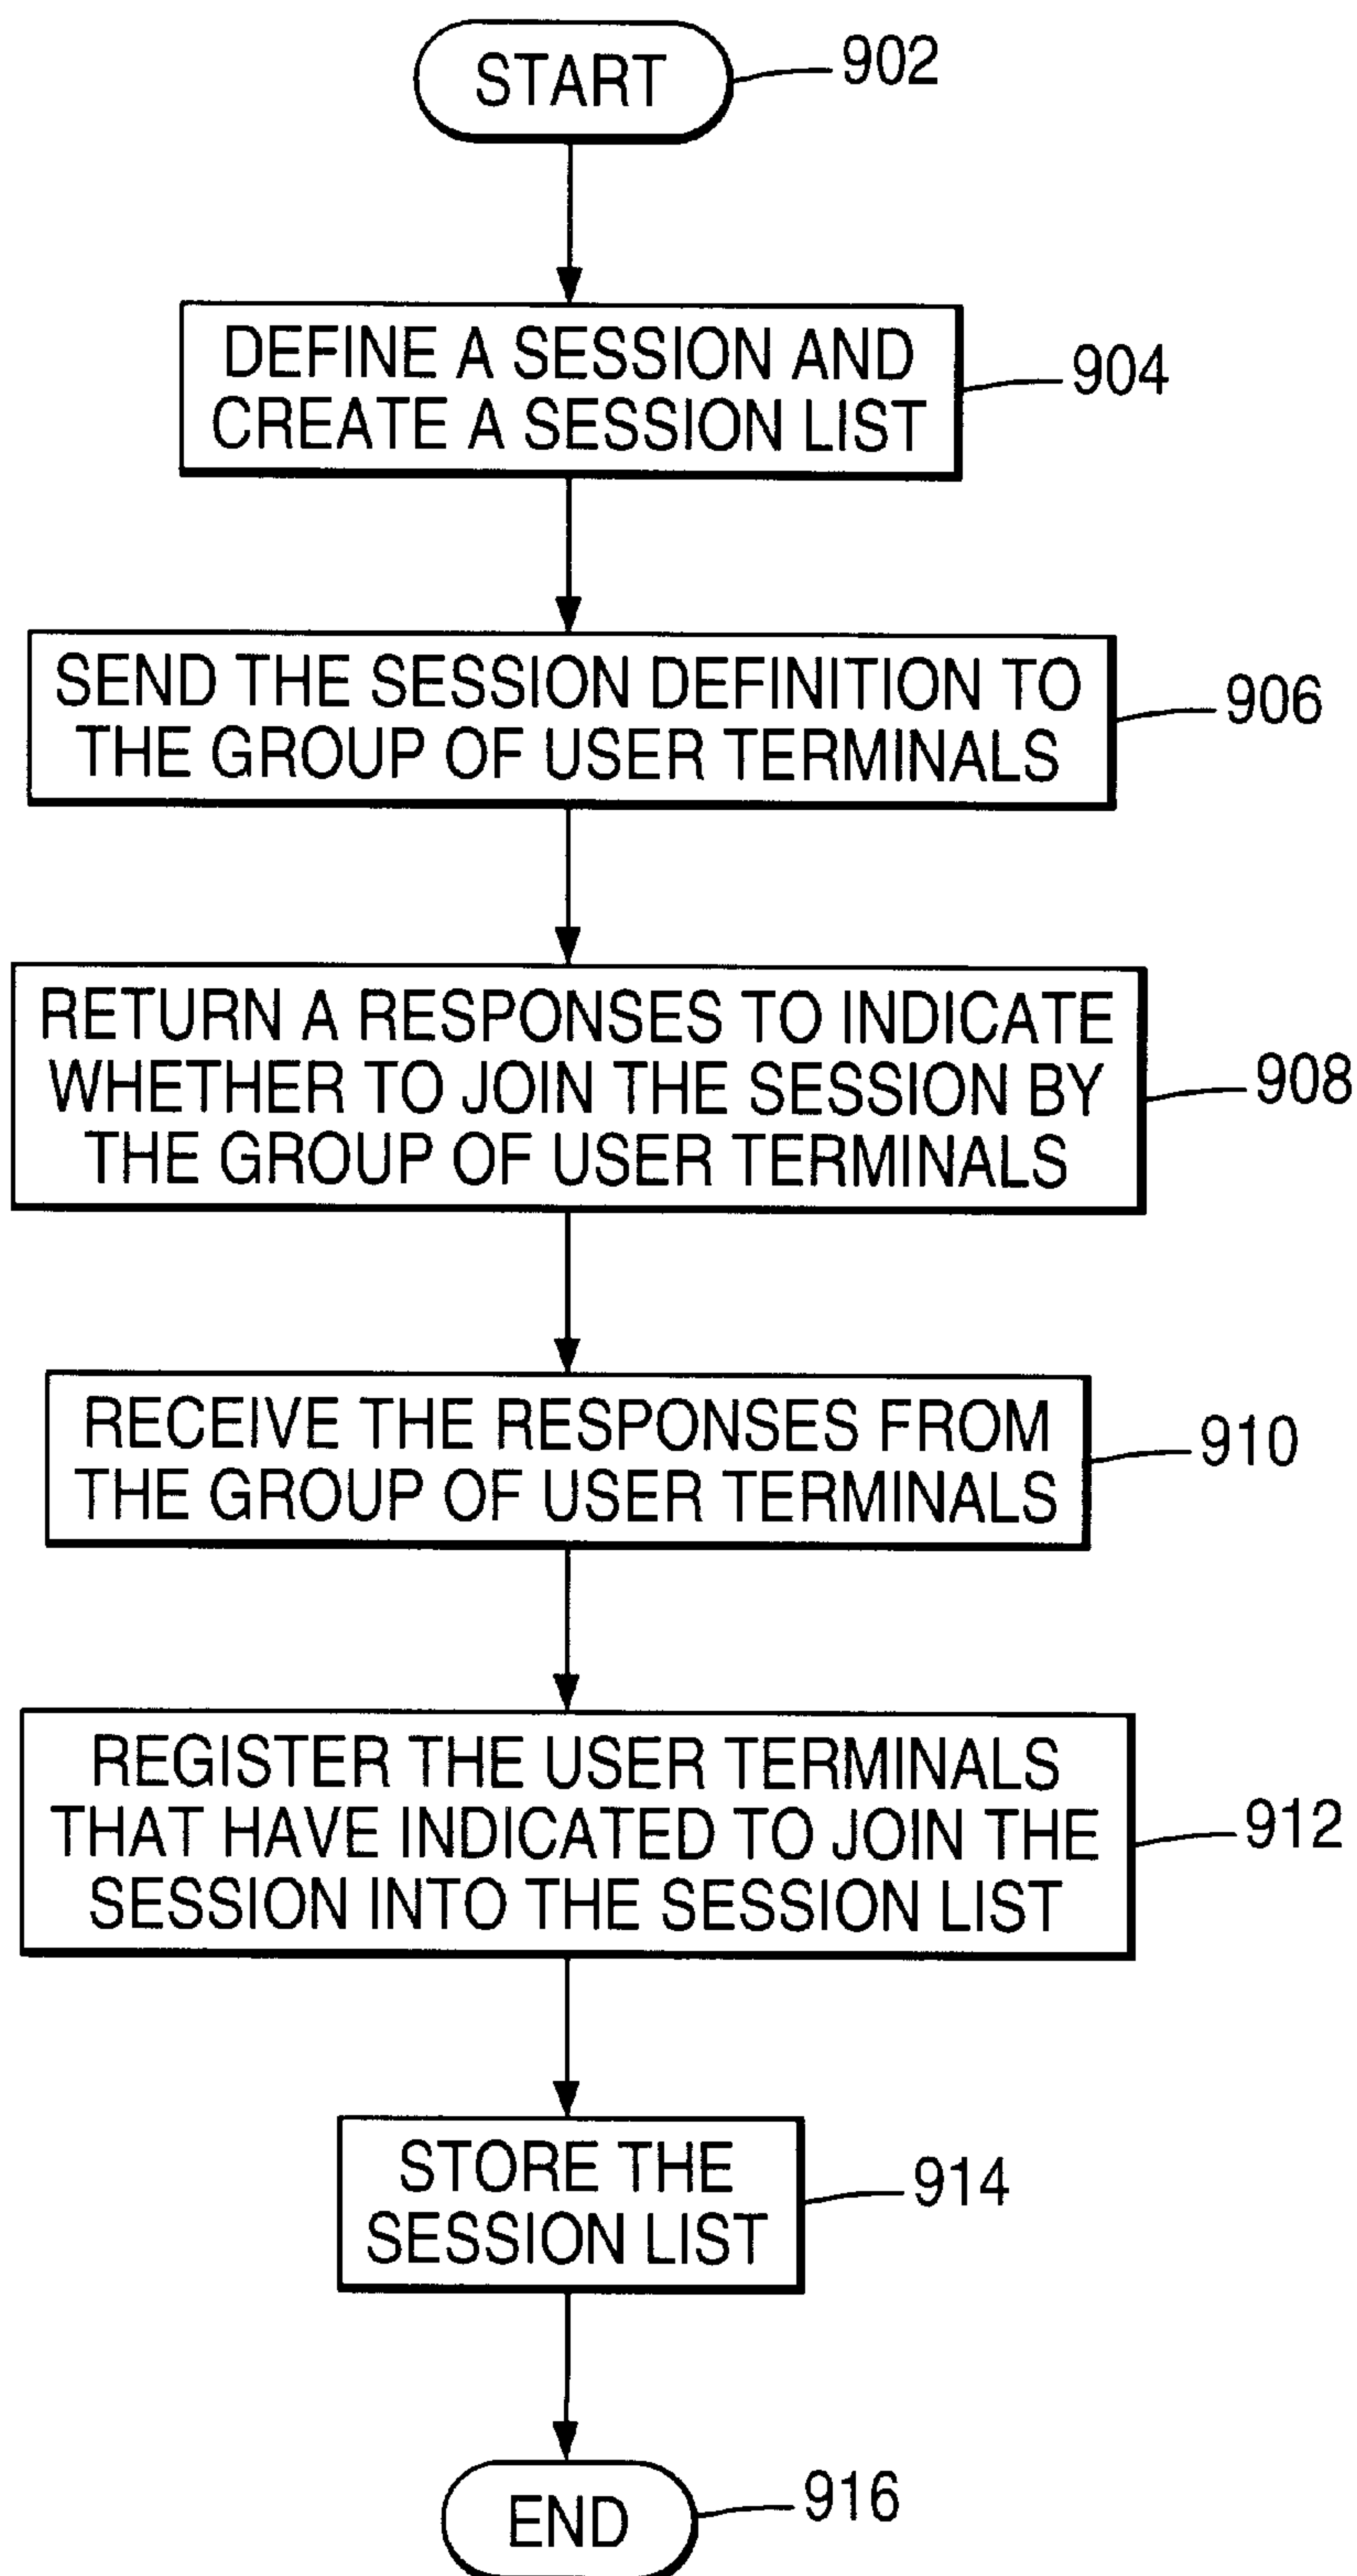 START
902
DEFINE A SESSION AND
CREATE A SESSION LIST
904
SEND THE SESSION DEFINITION TO
THE GROUP OF USER TERMINALS
906
RETURN A RESPONSES TO INDICATE
WHETHER TO JOIN THE SESSION BY
THE GROUP OF USER TERMINALS
908
RECEIVE THE RESPONSES FROM
THE GROUP OF USER TERMINALS
910
REGISTER THE USER TERMINALS
THAT HAVE INDICATED TO JOIN THE
SESSION INTO THE SESSION LIST
912
STORE THE
SESSION LIST
914
END
916